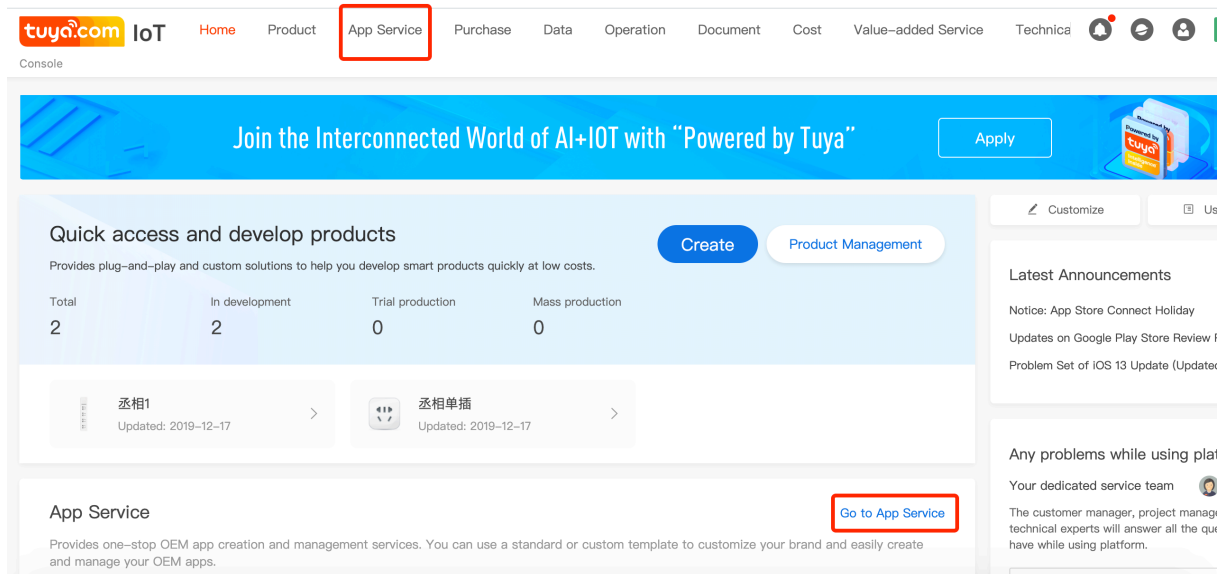 tuya.com IoT
Home Product App Service Purchase Data Operation Document Cost Value-added Service Technica
Console
Join the Interconnected World of AI+IOT with “Powered by Tuya”
Apply
Powered by
tuya
Quick access and develop products
Create
Product Management
Provides plug-and-play and custom solutions to help you develop smart products quickly at low costs.
Total In development Trial production Mass production
2 2 0 0
丞相1
Updated: 2019-12-17
丞相单插
Updated: 2019-12-17
App Service
Go to App Service
Provides one-stop OEM app creation and management services. You can use a standard or custom template to customize your brand and easily create
and manage your OEM apps.
Customize
Us
Latest Announcements
Notice: App Store Connect Holiday
Updates on Google Play Store Review
Problem Set of iOS 13 Update (Updated
Any problems while using plat
Your dedicated service team
The customer manager, project manage
technical experts will answer all the que
have while using platform.